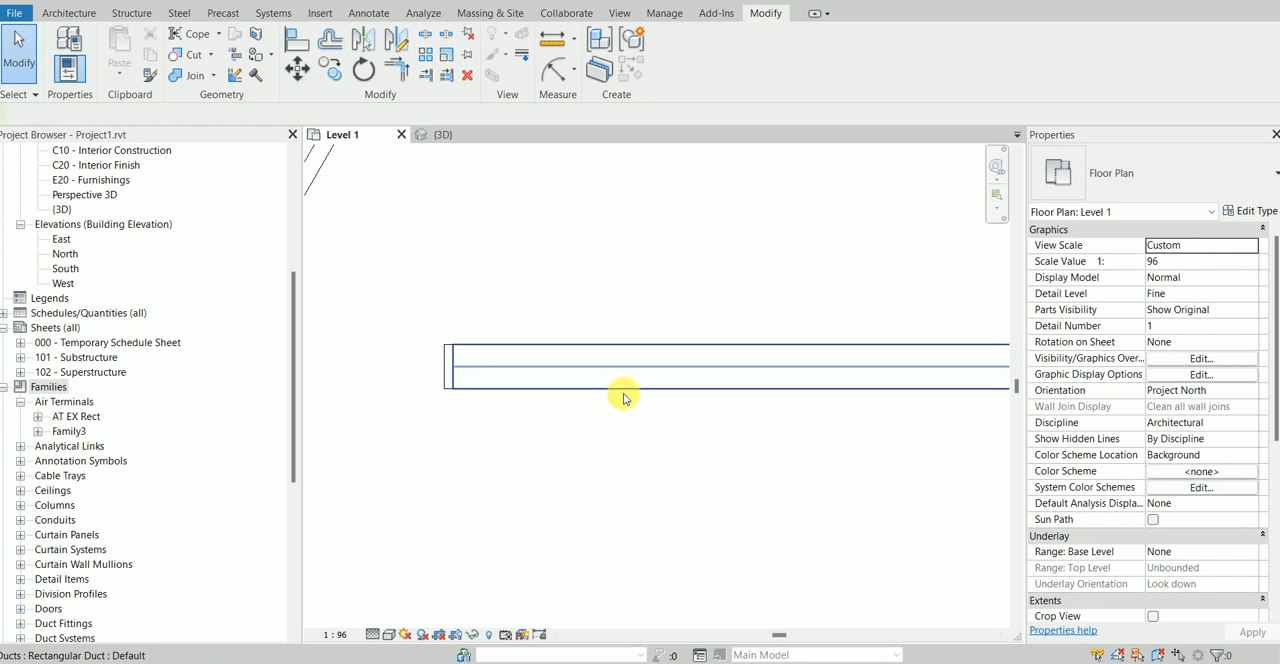 File Architecture Structure Steel Precast Systems Insert Annotate Analyze Massing & Site Collaborate View Manage Add-Ins Modify
Modify
Paste
Cope
Cut
Join
Select Properties Clipboard Geometry Modify View Measure Create
Project Browser - Project1.rvt
C10 - Interior Construction
C20 - Interior Finish
E20 - Furnishings
Perspective 3D
{3D}
Elevations (Building Elevation)
East
North
South
West
Legends
Schedules/Quantities (all)
Sheets (all)
000 - Temporary Schedule Sheet
101 - Substructure
102 - Superstructure
Families
Air Terminals
AT EX Rect
Family3
Analytical Links
Annotation Symbols
Cable Trays
Ceilings
Columns
Conduits
Curtain Panels
Curtain Systems
Curtain Wall Mullions
Detail Items
Division Profiles
Doors
Duct Fittings
Duct Systems
Level 1
{3D}
1 : 96
Properties
Floor Plan
Floor Plan: Level 1 Edit Type
Graphics
View Scale Custom
Scale Value 1: 96
Display Model Normal
Detail Level Fine
Parts Visibility Show Original
Detail Number 1
Rotation on Sheet None
Visibility/Graphics Over... Edit...
Graphic Display Options Edit...
Orientation Project North
Wall Join Display Clean all wall joins
Discipline Architectural
Show Hidden Lines By Discipline
Color Scheme Location Background
Color Scheme <none>
System Color Schemes Edit...
Default Analysis Displa... None
Sun Path
Underlay
Range: Base Level None
Range: Top Level Unbounded
Underlay Orientation Look down
Extents
Crop View
Properties help Apply
Ducts : Rectangular Duct : Default
:0
Main Model
:0